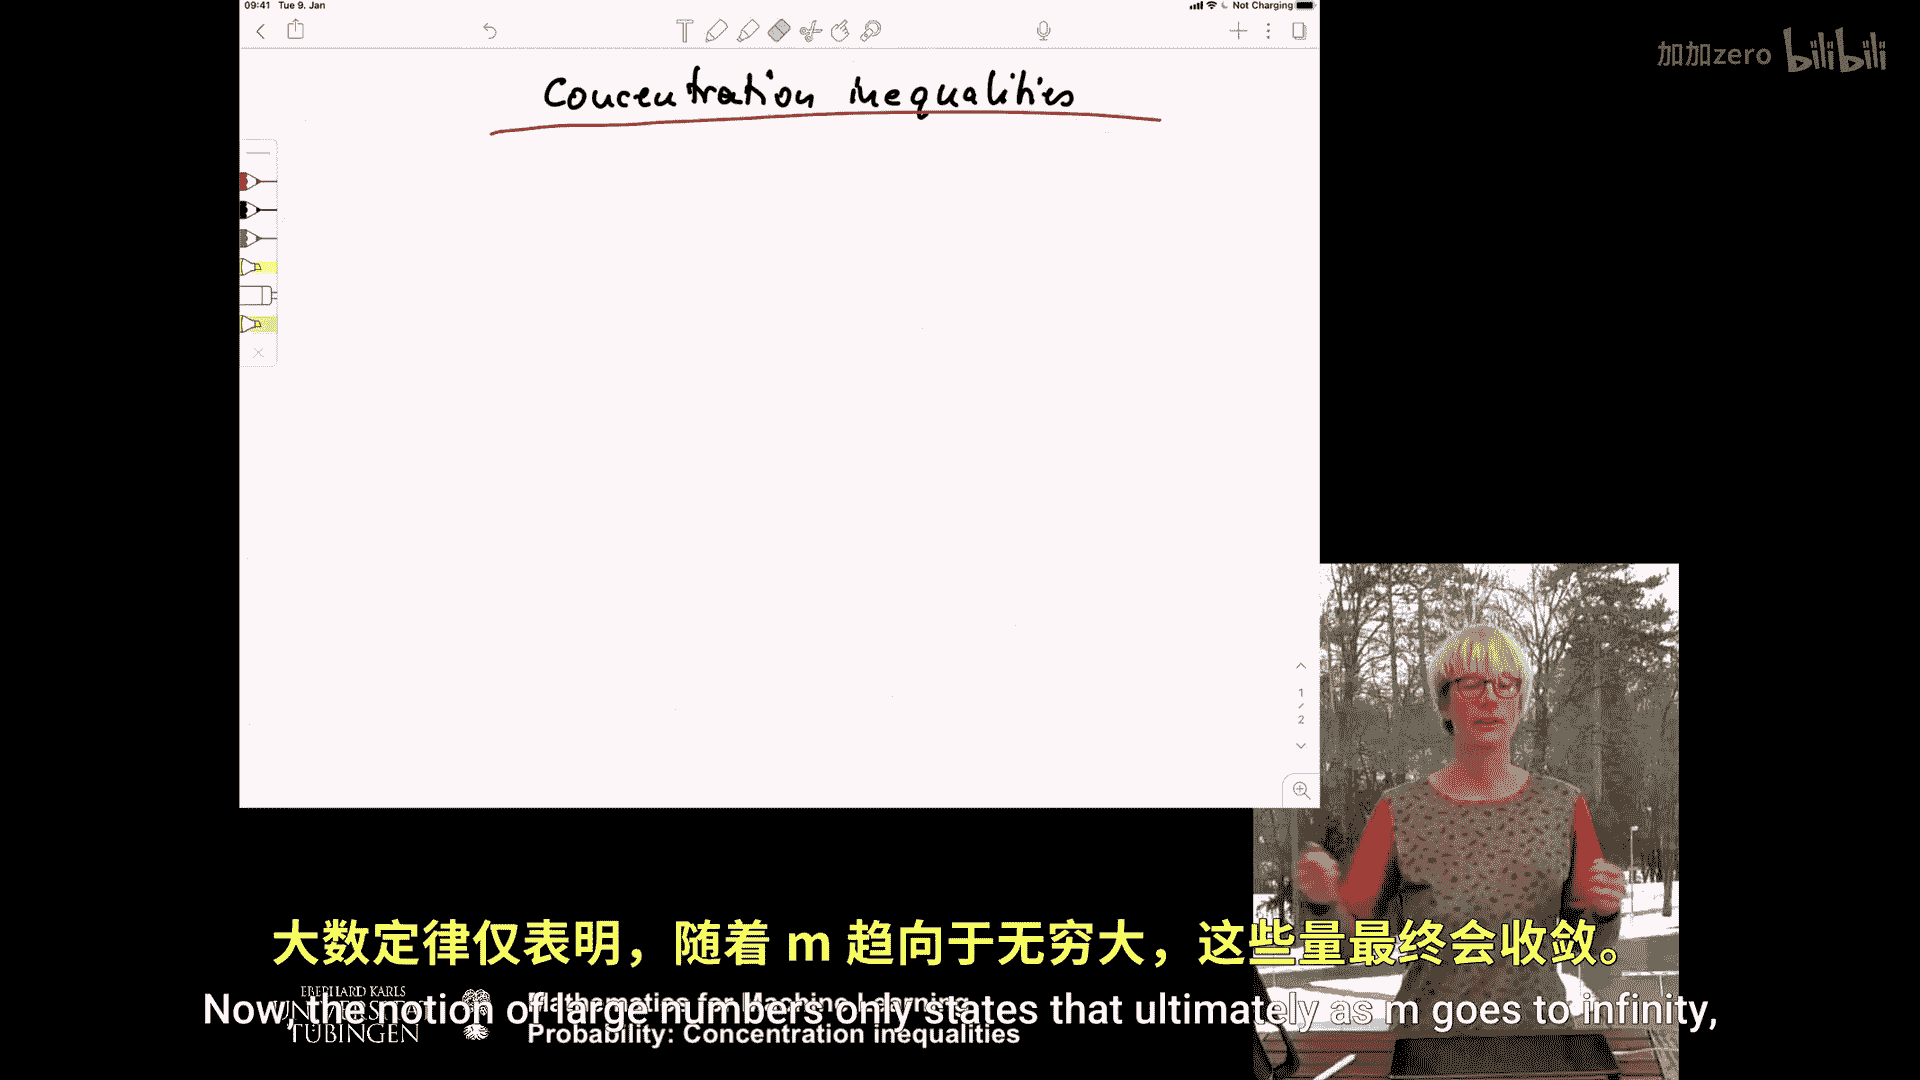 09:41 Tue 9. Jan
Not Charging
加加zero bilibili
Concentration inequalities
1
/
2
大数定律仅表明，随着 m 趋向于无穷大，这些量最终会收敛。
Now, the notion of large numbers only states that ultimately as m goes to infinity,
EBERHARD KARLS
UNIVERSITÄT
TÜBINGEN
Mathematics for Machine Learning
Probability: Concentration inequalities